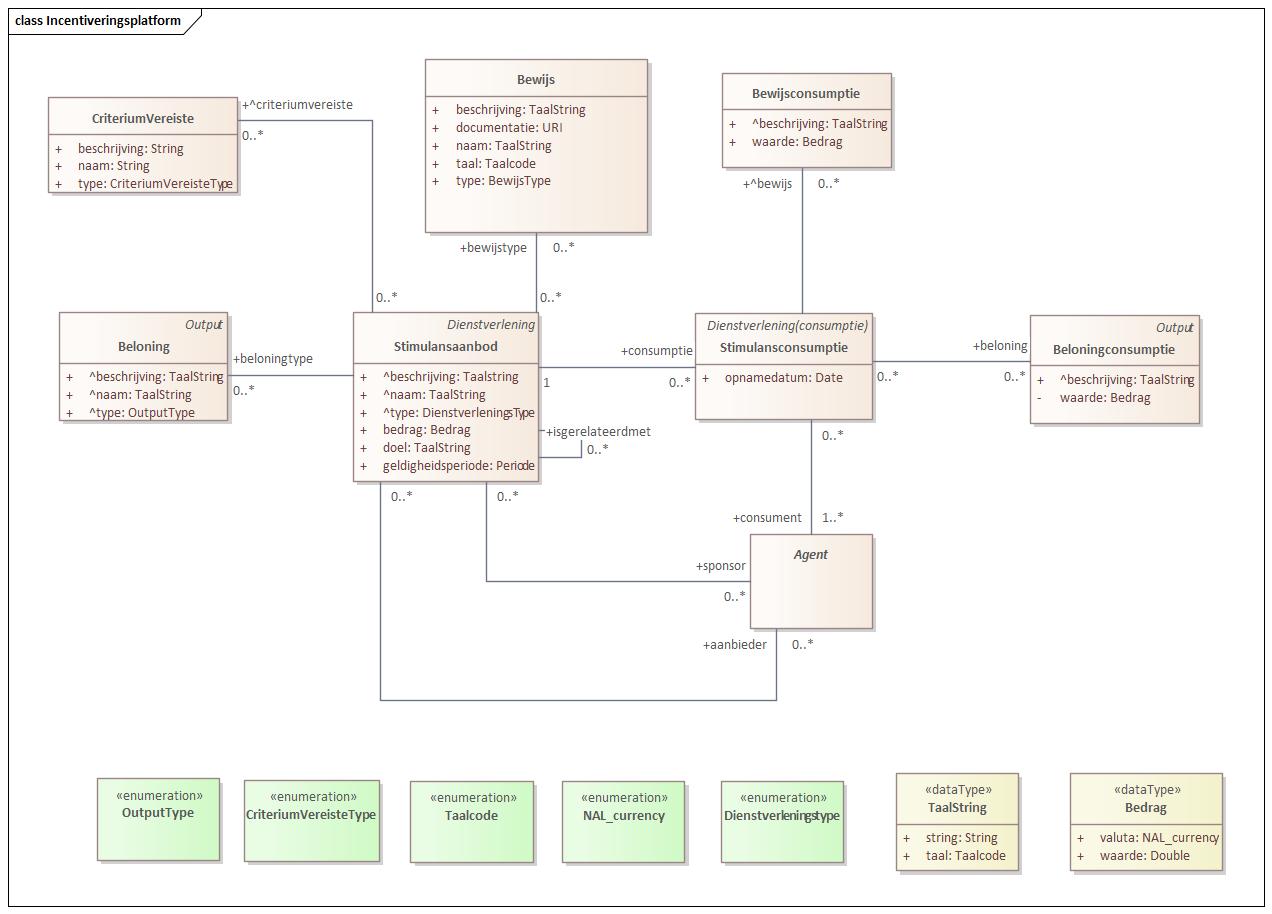 class Incentiveringsplatform
CriteriumVereiste
+ beschrijving: String
+ naam: String
+ type: CriteriumVereisteType
+^criteriumvereiste
0..*
0..*
Bewijs
+ beschrijving: TaalString
+ documentatie: URI
+ naam: TaalString
+ taal: Taalcode
+ type: BewijsType
+bewijstype
0..*
0..*
Bewijsconsumptie
+ ^beschrijving: TaalString
+ waarde: Bedrag
+^bewijs
0..*
Output
Beloning
+ ^beschrijving: TaalString
+ ^naam: TaalString
+ ^type: OutputType
+beloningtype
0..*
Dienstverlening
Stimulansaanbod
+ ^beschrijving: Taalstring
+ ^naam: TaalString
+ ^type: DienstverleningsType
+ bedrag: Bedrag
+ doel: TaalString
+ geldigheidsperiode: Periode
+isgerelateerdmet
0..*
1
+consumptie
0..*
Dienstverlening(consumptie)
Stimulansconsumptie
+ opnamedatum: Date
0..*
+beloning
0..*
Output
Beloningconsumptie
+ ^beschrijving: TaalString
- waarde: Bedrag
0..*
0..*
0..*
+consument
1..*
Agent
+sponsor
0..*
+aanbieder
0..*
«enumeration»
OutputType
«enumeration»
CriteriumVereisteType
«enumeration»
Taalcode
«enumeration»
NAL_currency
«enumeration»
Dienstverleningstype
«dataType»
TaalString
+ string: String
+ taal: Taalcode
«dataType»
Bedrag
+ valuta: NAL_currency
+ waarde: Double